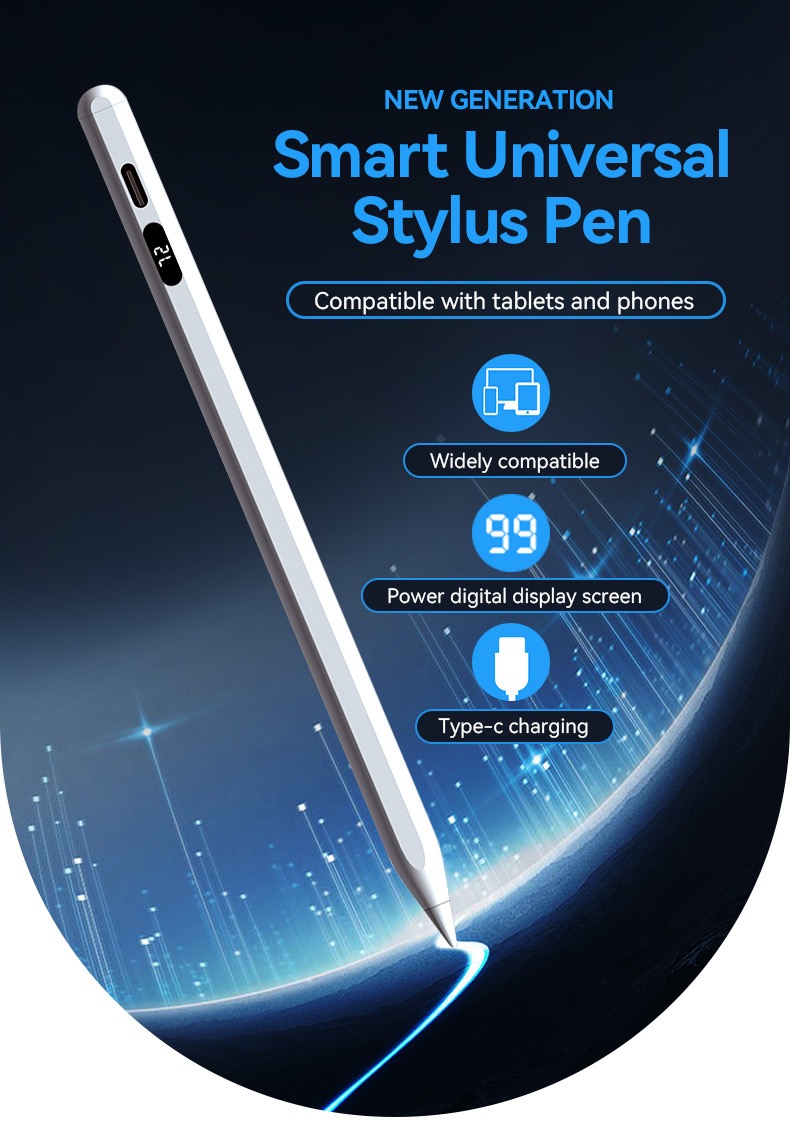 NEW GENERATION
Smart Universal
Stylus Pen
Compatible with tablets and phones
Widely compatible
99
Power digital display screen
Type-c charging